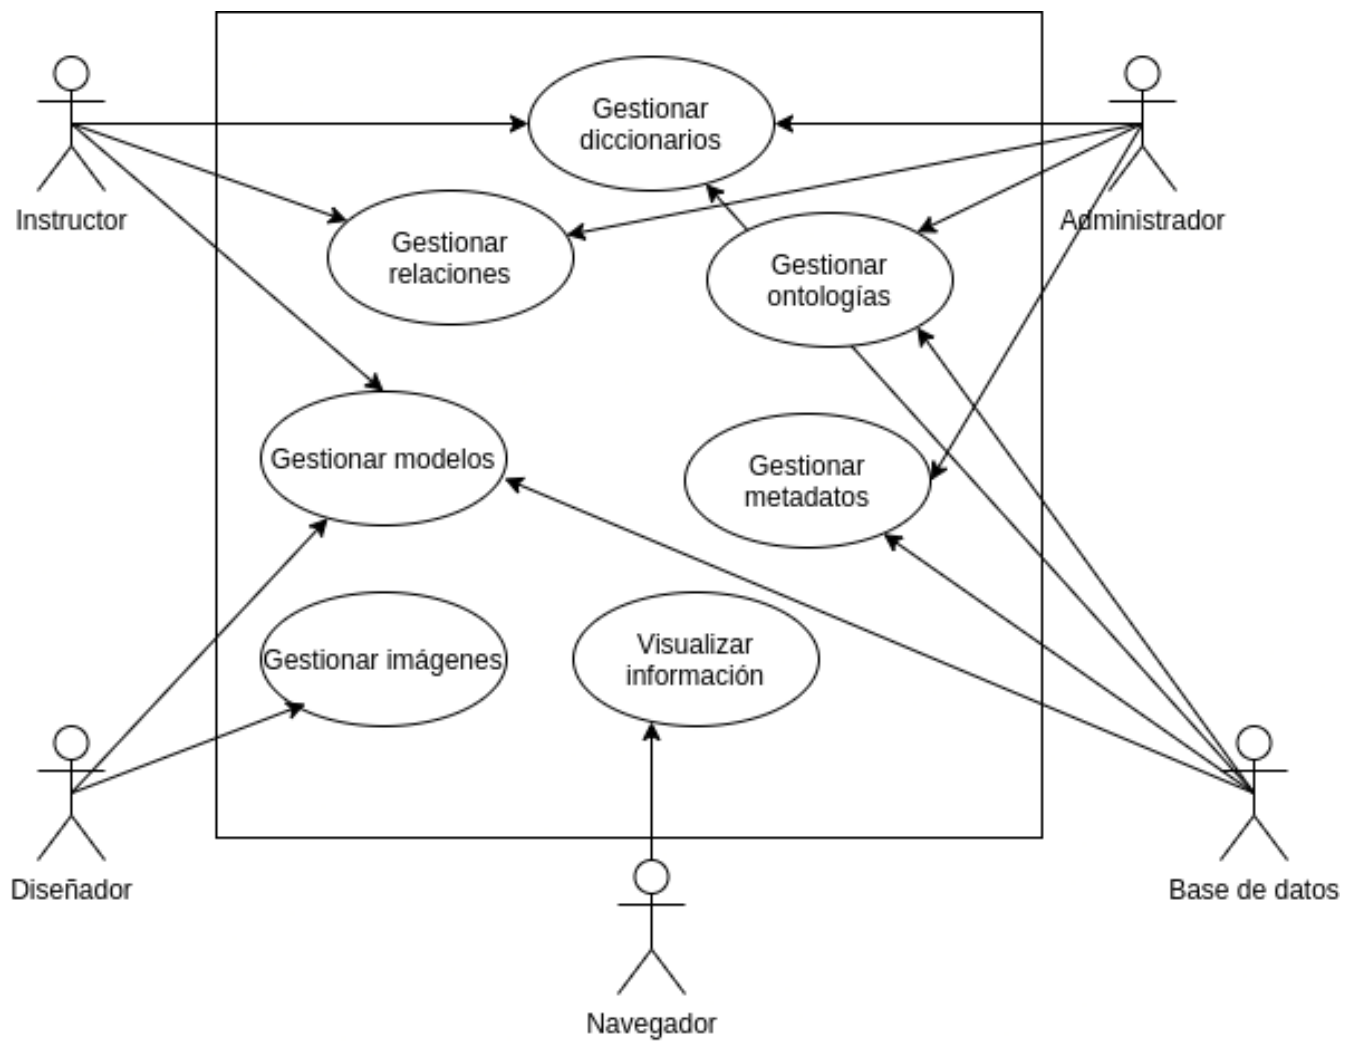 Gestionar
diccionarios
Instructor
Administrador
Gestionar
relaciones
Gestionar
ontologías
Gestionar modelos
Gestionar
metadatos
Gestionar imágenes
Visualizar
información
Diseñador
Base de datos
Navegador